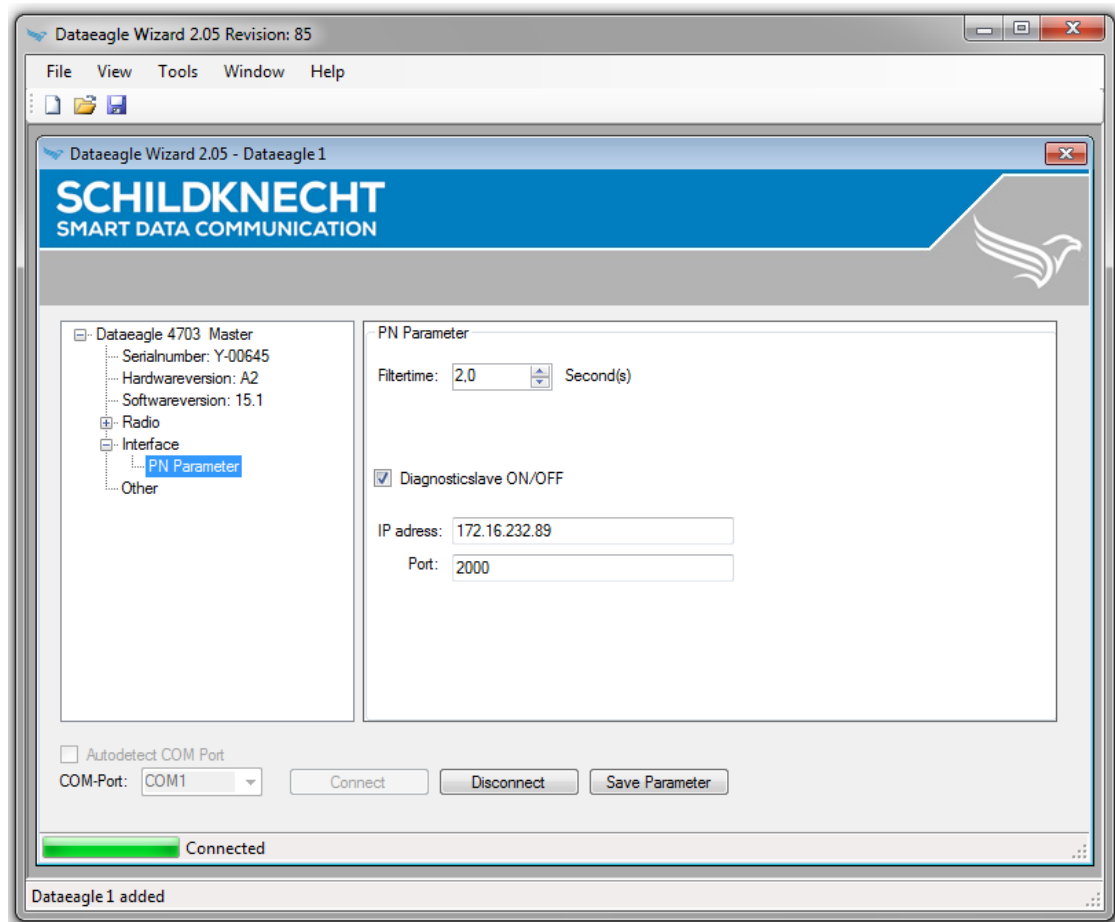 Dataeagle Wizard 2.05 Revision: 85
File View Tools Window Help
Dataeagle Wizard 2.05 - Dataeagle 1
SCHILDKNECHT
SMART DATA COMMUNICATION
Dataeagle 4703 Master
Serialnumber: Y-00645
Hardwareversion: A2
Softwareversion: 15.1
Radio
Interface
PN Parameter
Other
PN Parameter
Filtertime: 2,0 Second(s)
Diagnosticslave ON/OFF
IP adress: 172.16.232.89
Port: 2000
Autodetect COM Port
COM-Port: COM1 Connect Disconnect Save Parameter
Connected
Dataeagle 1 added